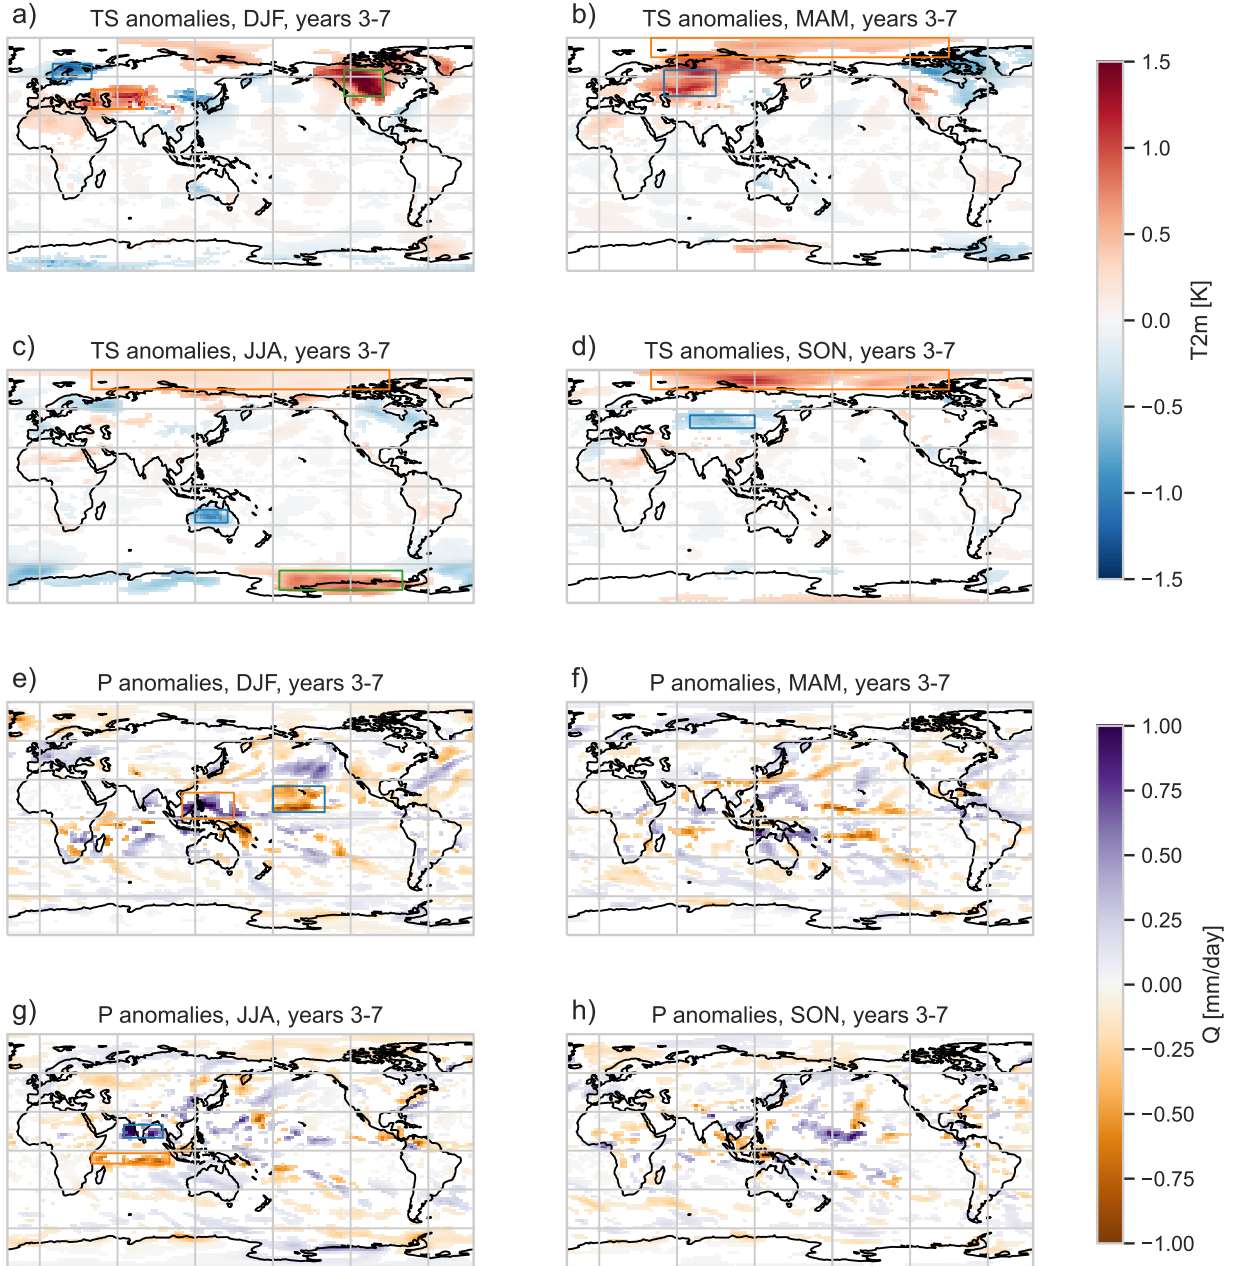 a) TS anomalies, DJF, years 3-7
b) TS anomalies, MAM, years 3-7
1.5
1.0
0.5
0.0
−0.5
−1.0
−1.5
T2m [K]
c) TS anomalies, JJA, years 3-7
d) TS anomalies, SON, years 3-7
e) P anomalies, DJF, years 3-7
f) P anomalies, MAM, years 3-7
1.00
0.75
0.50
0.25
0.00
−0.25
−0.50
−0.75
−1.00
Q [mm/day]
g) P anomalies, JJA, years 3-7
h) P anomalies, SON, years 3-7